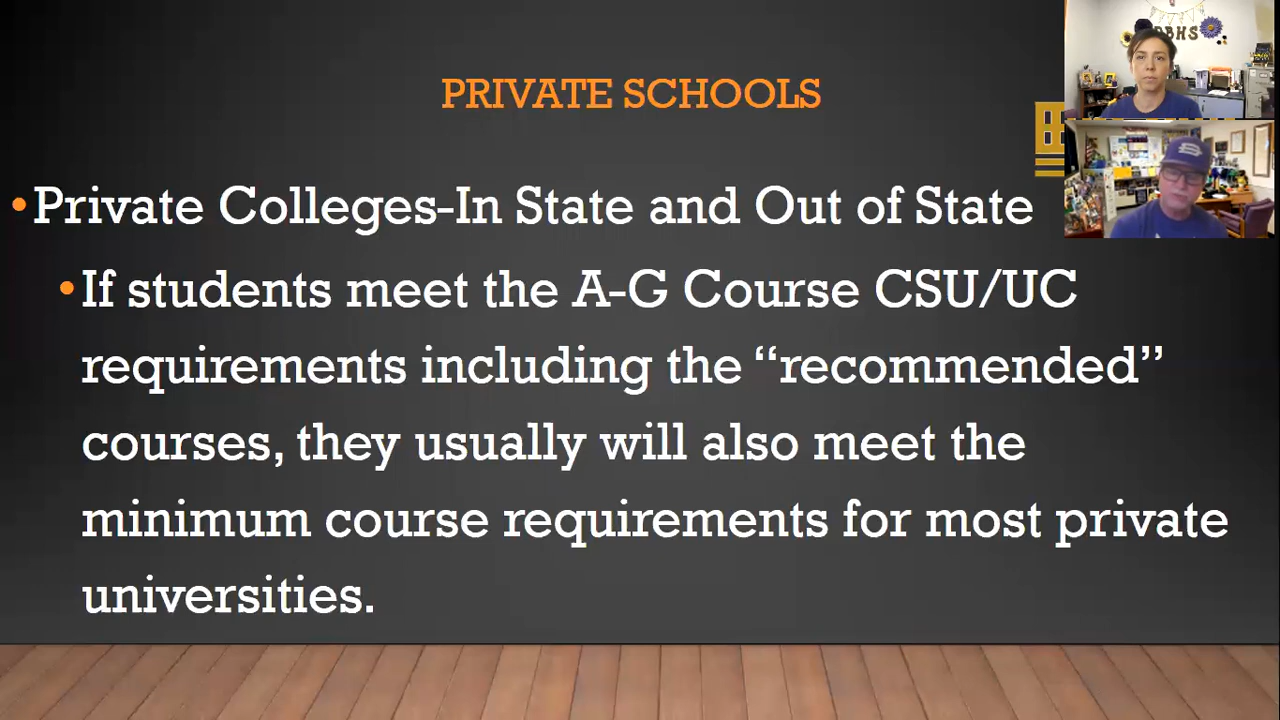 PRIVATE SCHOOLS
•Private Colleges-In State and Out of State
•If students meet the A-G Course CSU/UC
requirements including the “recommended”
courses, they usually will also meet the
minimum course requirements for most private
universities.
BHS